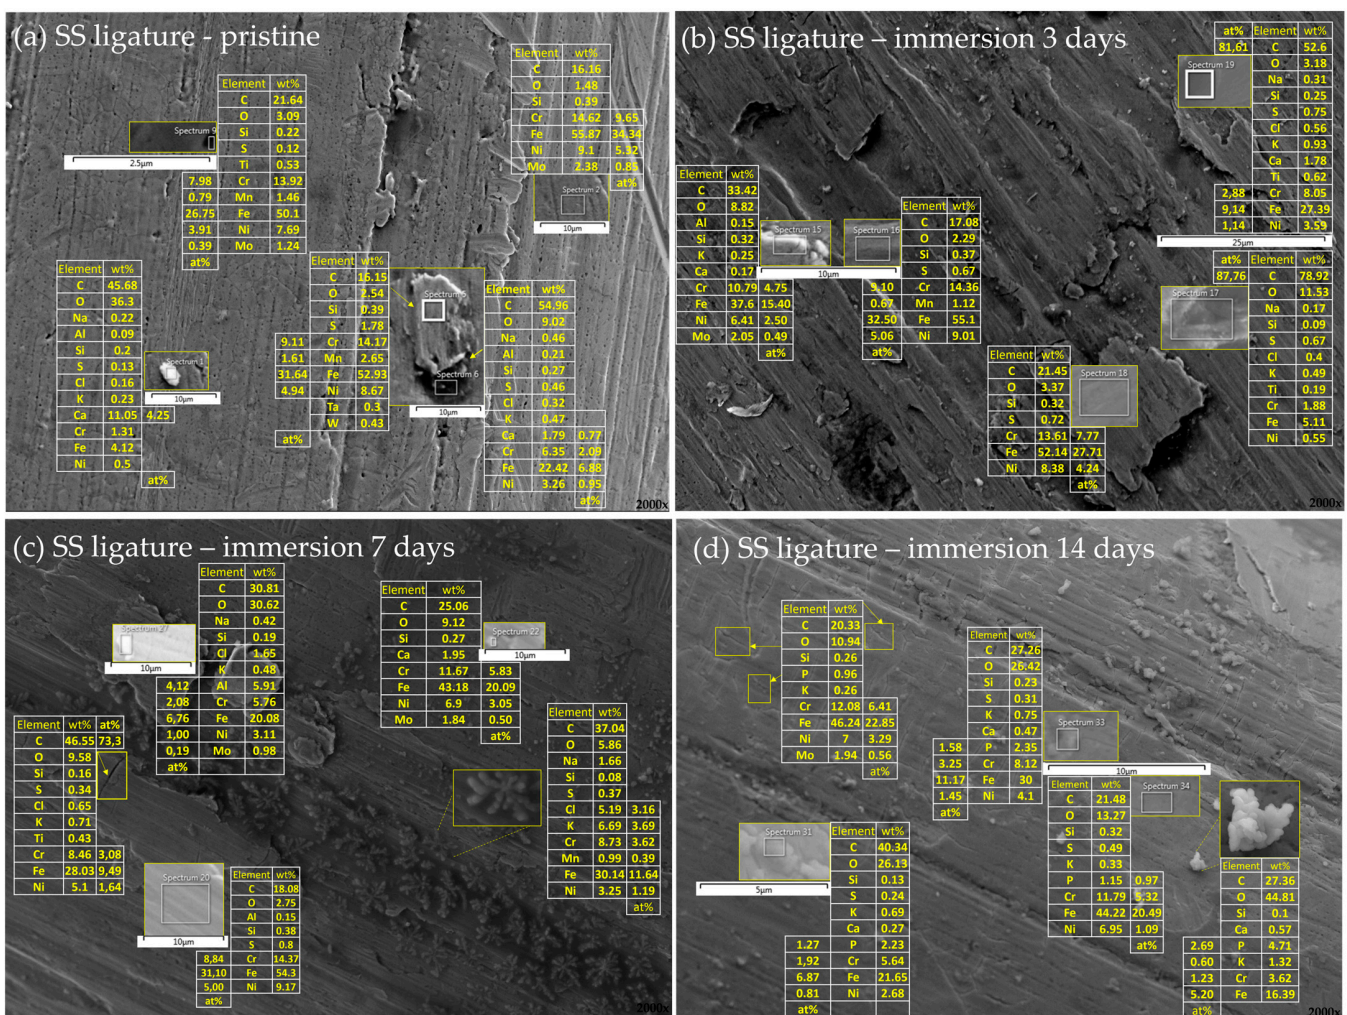 (a) SS ligature - pristine
Element wt%
C 16.16
O 1.48
Si 0.39
Cr 14.62 9.65
Fe 55.87 34.34
Ni 9.1 5.32
Mo 2.38 0.85
at%
Spectrum 2
10µm
Element wt%
C 21.64
O 3.09
Si 0.22
S 0.12
Ti 0.53
7.98 Cr 13.92
0.79 Mn 1.46
26.75 Fe 50.1
3.91 Ni 7.69
0.39 Mo 1.24
at%
Spectrum 9
2.5µm
Element wt%
C 45.68
O 36.3
Na 0.22
Al 0.09
Si 0.2
S 0.13
Cl 0.16
K 0.23
Ca 11.05 4.25
Cr 1.31
Fe 4.12
Ni 0.5
at%
Spectrum 1
10µm
Element wt%
C 16.15
O 2.54
Si 0.39
S 1.78
9.11 Cr 14.17
1.61 Mn 2.65
31.64 Fe 52.93
4.94 Ni 8.67
Ta 0.3
W 0.43
at%
Spectrum 5
Spectrum 6
10µm
Element wt%
C 54.96
O 9.02
Na 0.46
Al 0.21
Si 0.27
S 0.46
Cl 0.32
K 0.47
Ca 1.79 0.77
Cr 6.35 2.09
Fe 22.42 6.88
Ni 3.26 0.95
at%
2000x
(b) SS ligature – immersion 3 days
at% Element wt%
81,61 C 52.6
O 3.18
Na 0.31
Si 0.25
S 0.75
Cl 0.56
K 0.93
Ca 1.78
Ti 0.62
2,88 Cr 8.05
9,14 Fe 27.39
1,14 Ni 3.59
Spectrum 19
25µm
Element wt%
C 33.42
O 8.82
Al 0.15
Si 0.32
K 0.25
Ca 0.17
Cr 10.79 4.75
Fe 37.6 15.40
Ni 6.41 2.50
Mo 2.05 0.49
at%
Spectrum 15
Spectrum 16
10µm
Element wt%
C 17.08
O 2.29
Si 0.37
S 0.67
9.10 Cr 14.36
0.67 Mn 1.12
32.50 Fe 55.1
5.06 Ni 9.01
at%
at% Element wt%
87,76 C 78.92
O 11.53
Na 0.17
Si 0.09
S 0.67
Cl 0.4
K 0.49
Ti 0.19
Cr 1.88
Fe 5.11
Ni 0.55
Spectrum 17
Element wt%
C 21.45
O 3.37
Si 0.32
S 0.72
Cr 13.61 7.77
Fe 52.14 27.71
Ni 8.38 4.24
at%
Spectrum 18
2000x
(c) SS ligature – immersion 7 days
Element wt%
C 30.81
O 30.62
Na 0.42
Si 0.19
Cl 1.65
K 0.48
4,12 Al 5.91
2,08 Cr 5.76
6,76 Fe 20.08
1,00 Ni 3.11
0,19 Mo 0.98
at%
Spectrum 27
10µm
Element wt%
C 25.06
O 9.12
Si 0.27
Ca 1.95
Cr 11.67 5.83
Fe 43.18 20.09
Ni 6.9 3.05
Mo 1.84 0.50
at%
Spectrum 22
10µm
Element wt% at%
C 46.55 73,3
O 9.58
Si 0.16
S 0.34
Cl 0.65
K 0.71
Ti 0.43
Cr 8.46 3,08
Fe 28.03 9,49
Ni 5.1 1,64
Element wt%
C 37.04
O 5.86
Na 1.66
Si 0.08
S 0.37
Cl 5.19 3.16
K 6.69 3.69
Cr 8.73 3.62
Mn 0.99 0.39
Fe 30.14 11.64
Ni 3.25 1.19
at%
Spectrum 20
10µm
Element wt%
C 18.08
O 2.75
Al 0.15
Si 0.38
S 0.8
8,84 Cr 14.37
31,10 Fe 54.3
5,00 Ni 9.17
at%
2000x
(d) SS ligature – immersion 14 days
Element wt%
C 20.33
O 10.94
Si 0.26
P 0.96
K 0.26
Cr 12.08 6.41
Fe 46.24 22.85
Ni 7 3.29
Mo 1.94 0.56
at%
Element wt%
C 27.26
O 26.42
Si 0.23
S 0.31
K 0.75
Ca 0.47
1.58 P 2.35
3.25 Cr 8.12
11.17 Fe 30
1.45 Ni 4.1
at%
Spectrum 33
10µm
Element wt%
C 21.48
O 13.27
Si 0.32
S 0.49
K 0.33
P 1.15 0.97
Cr 11.79 5.32
Fe 44.22 20.49
Ni 6.95 1.09
at%
Spectrum 34
Spectrum 31
5µm
Element wt%
C 40.34
O 26.13
Si 0.13
S 0.24
K 0.69
Ca 0.27
1.27 P 2.23
1,92 Cr 5.64
6.87 Fe 21.65
0.81 Ni 2.68
at%
Element wt%
C 27.36
O 44.81
Si 0.1
Ca 0.57
2.69 P 4.71
0.60 K 1.32
1.23 Cr 3.62
5.20 Fe 16.39
at%
2000x